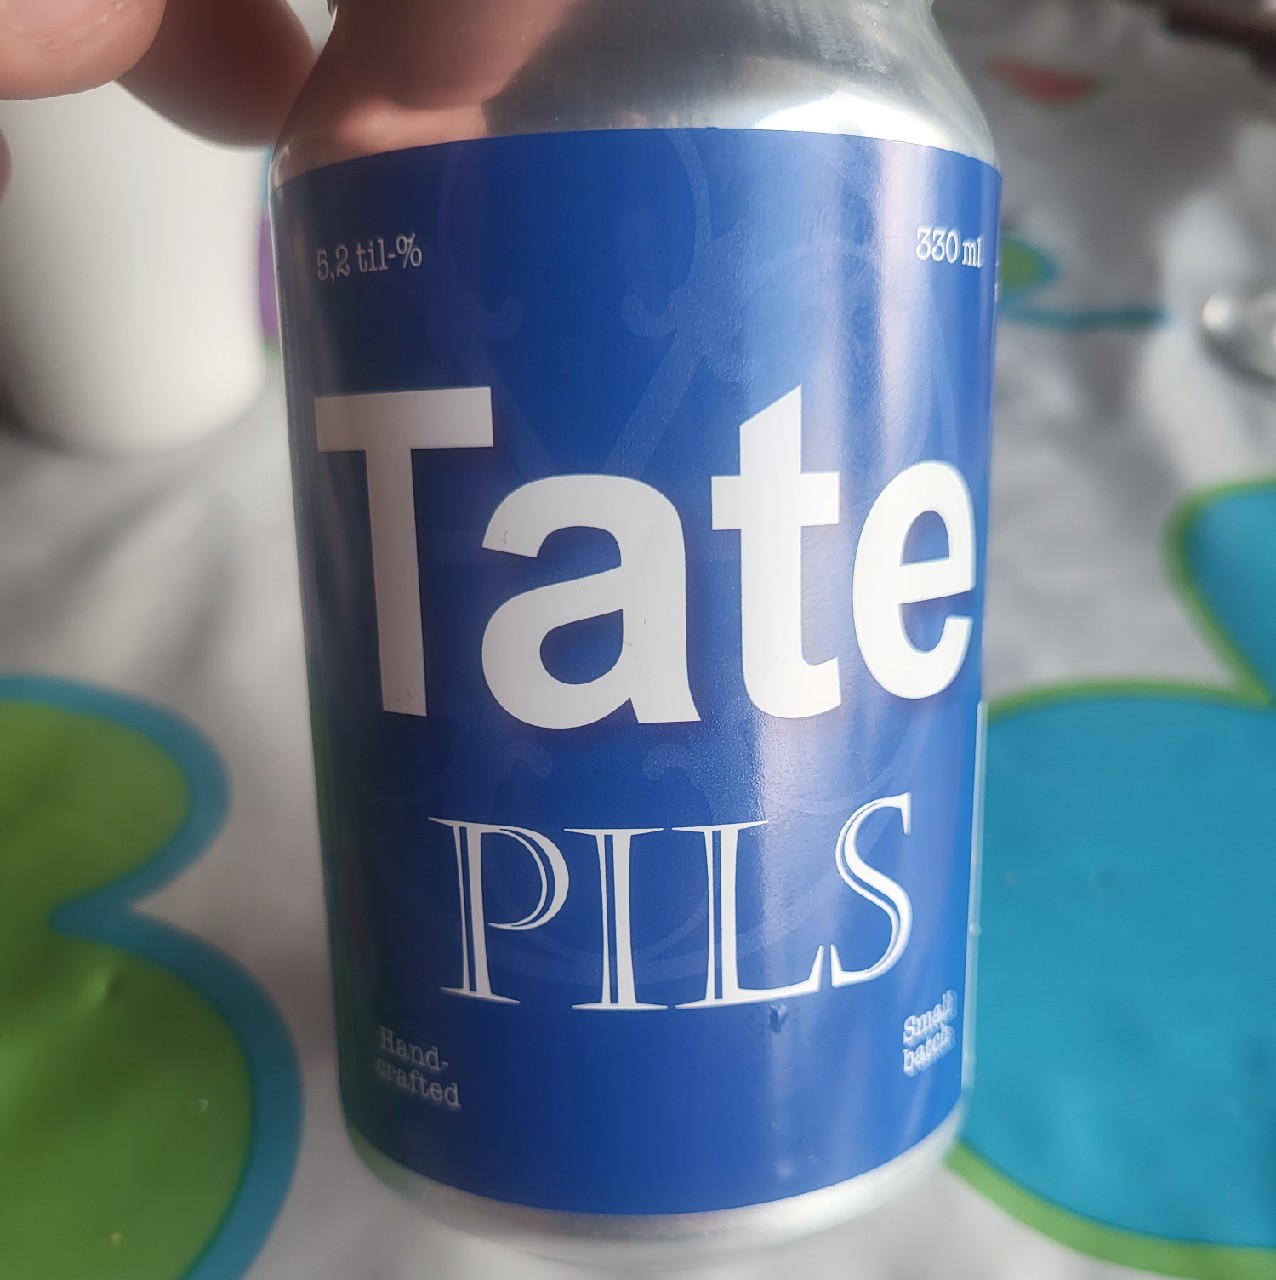 5,2 til-%
330 ml
Tate
PILS
Hand-
crafted
Small
batch